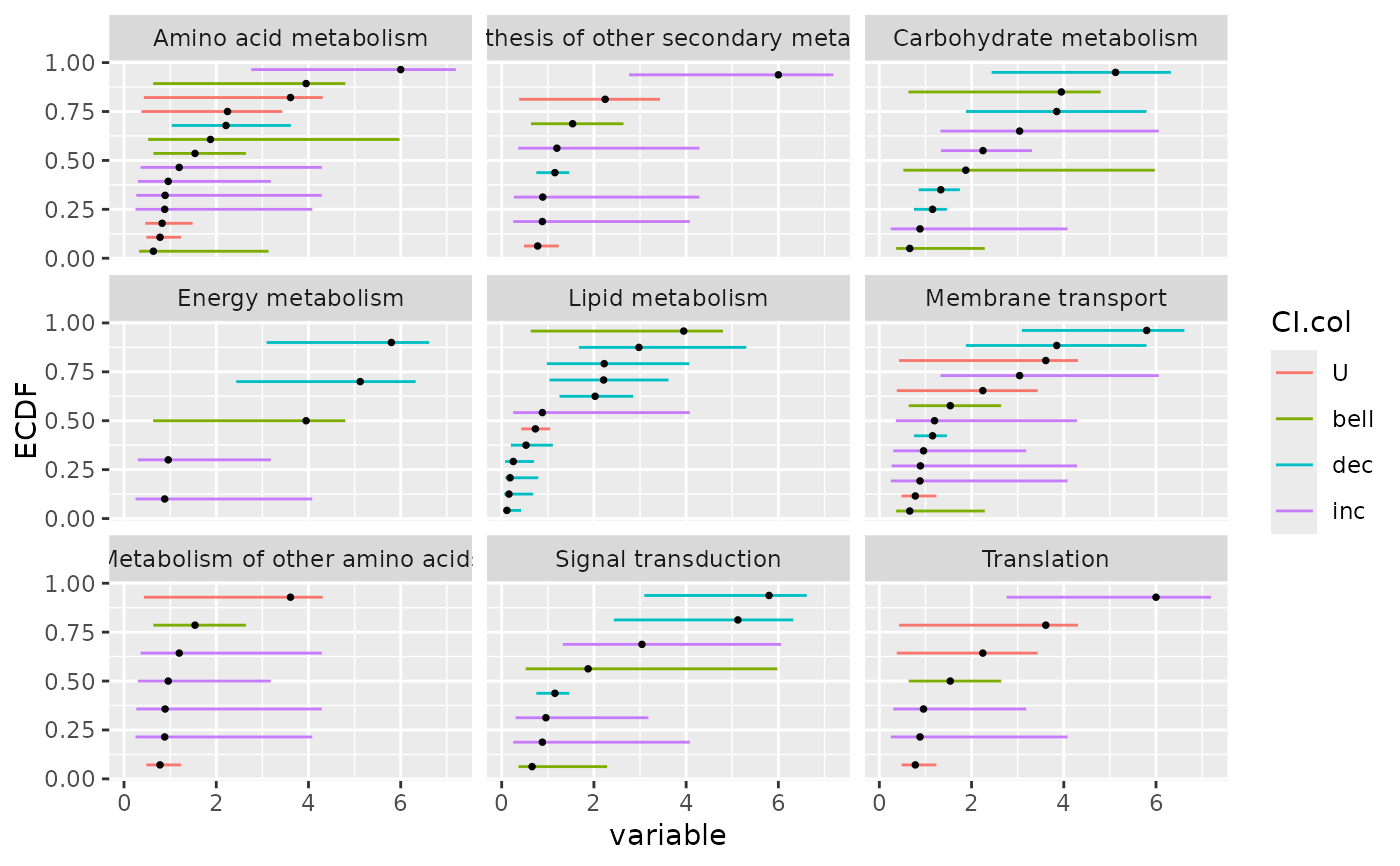 Amino acid metabolism
thesis of other secondary meta
Carbohydrate metabolism
1.00
0.75
0.50
0.25
0.00
Energy metabolism
Lipid metabolism
Membrane transport
1.00
0.75
0.50
0.25
0.00
ECDF
Metabolism of other amino acids
Signal transduction
Translation
1.00
0.75
0.50
0.25
0.00
0 2 4 6
0 2 4 6
0 2 4 6
variable
CI.col
U
bell
dec
inc